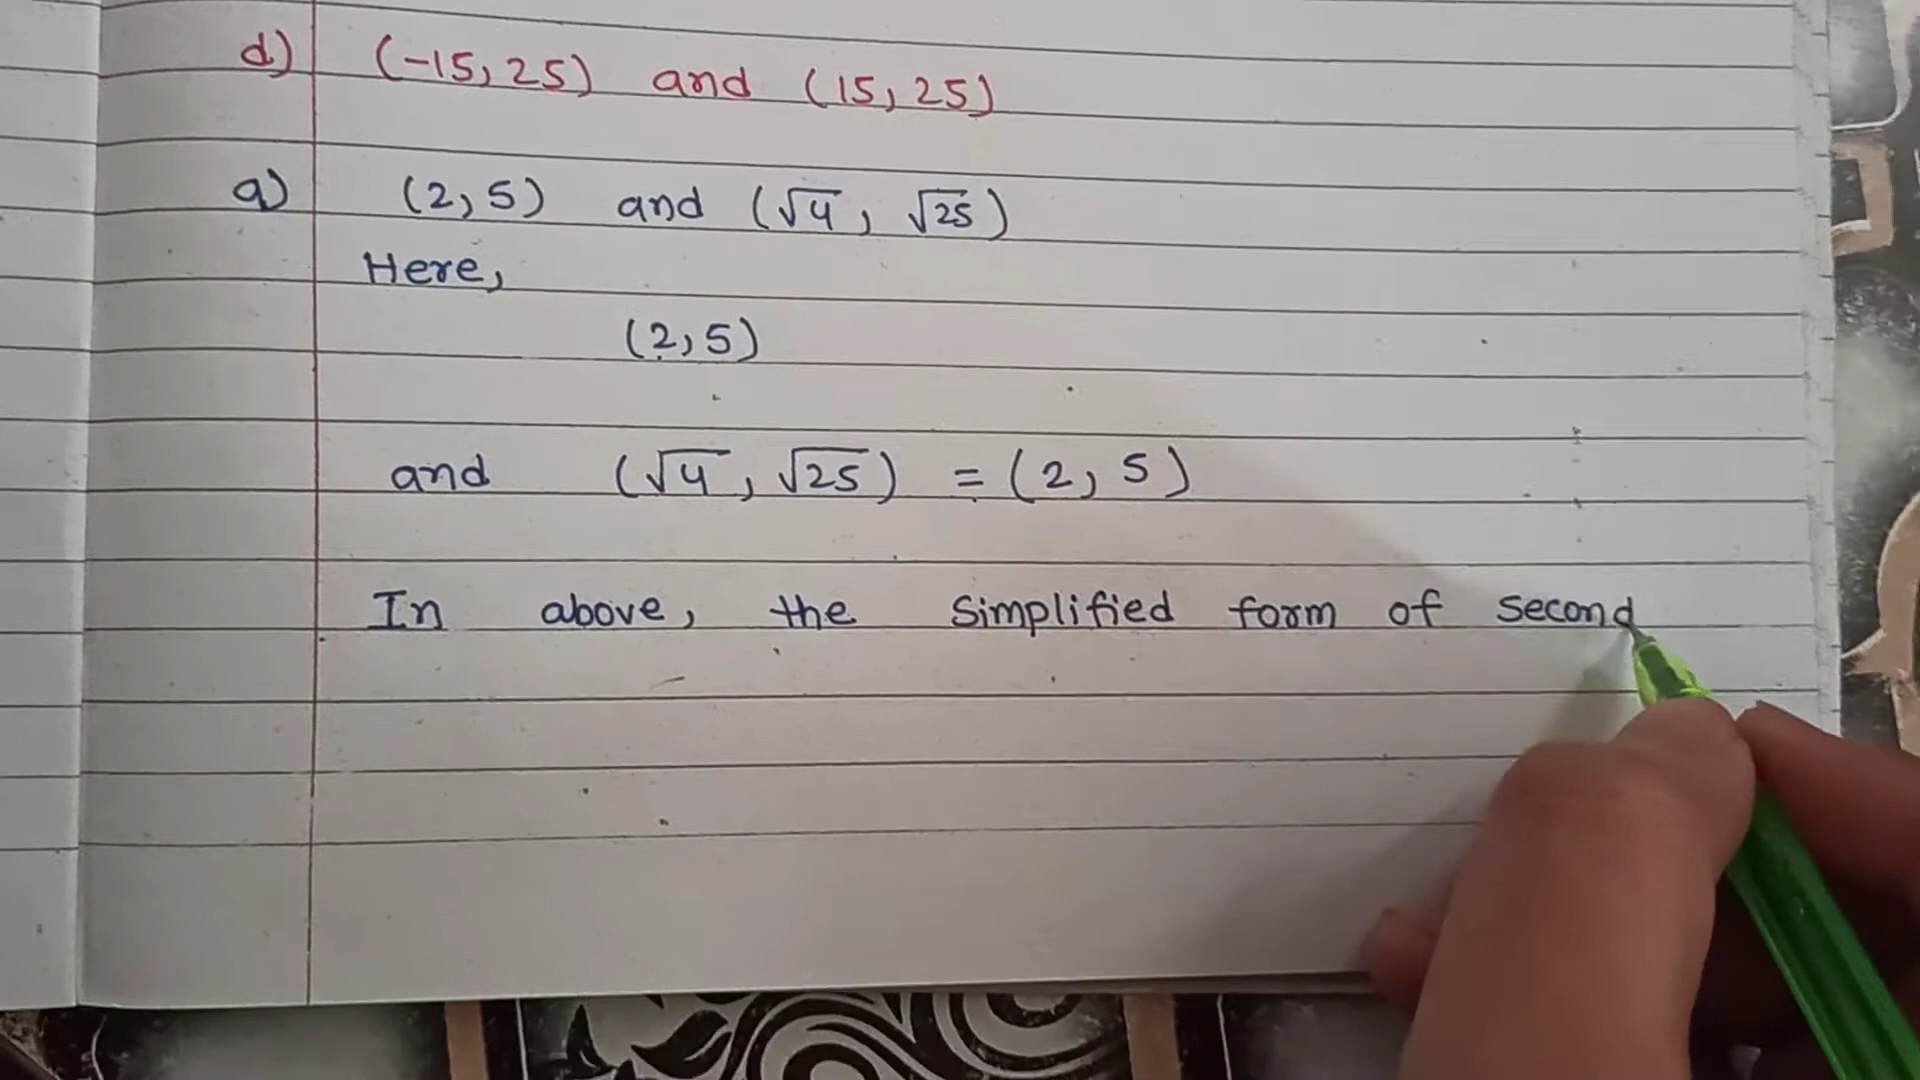 d) (-15, 25) and (15, 25)
a) (2, 5) and (√4, √25)
Here,
(2, 5)
and (√4, √25) = (2, 5)
In above, the simplified form of second